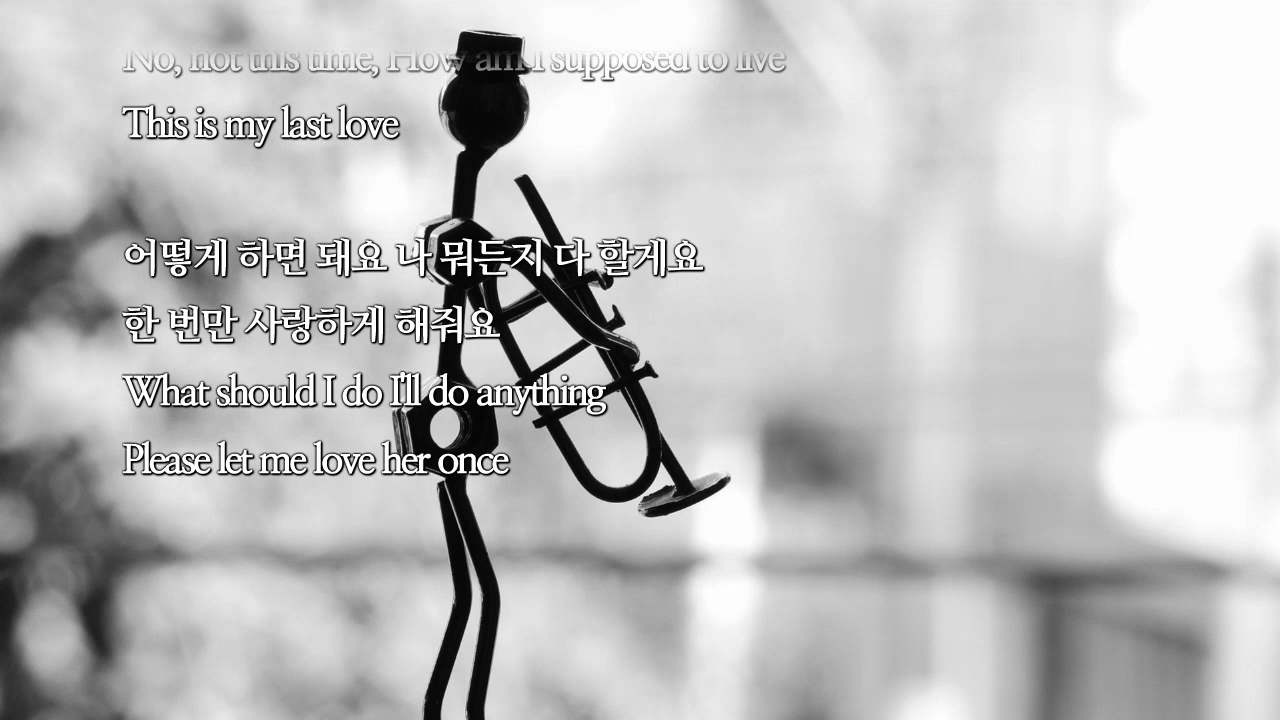 No, not this time, How am I supposed to live
This is my last love
어떻게 하면 돼요 나 뭐든지 다 할게요
한 번만 사랑하게 해줘요
What should I do I'll do anything
Please let me love her once